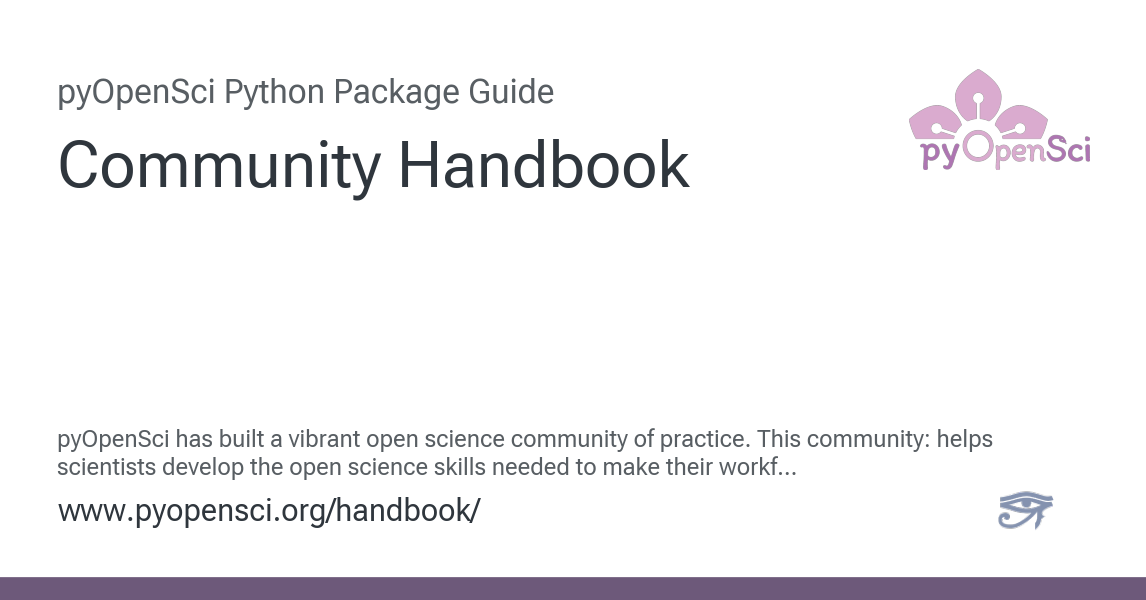 pyOpenSci Python Package Guide
Community Handbook
pyOpenSci
pyOpenSci has built a vibrant open science community of practice. This community: helps
scientists develop the open science skills needed to make their workf...
www.pyopensci.org/handbook/